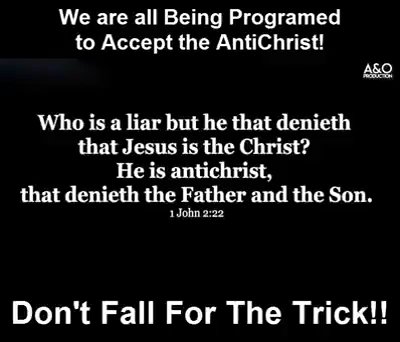 We are all Being Programed
to Accept the AntiChrist!
A&O
PRODUCTION
Who is a liar but he that denieth
that Jesus is the Christ?
He is antichrist,
that denieth the Father and the Son.
1 John 2:22
Don't Fall For The Trick!!